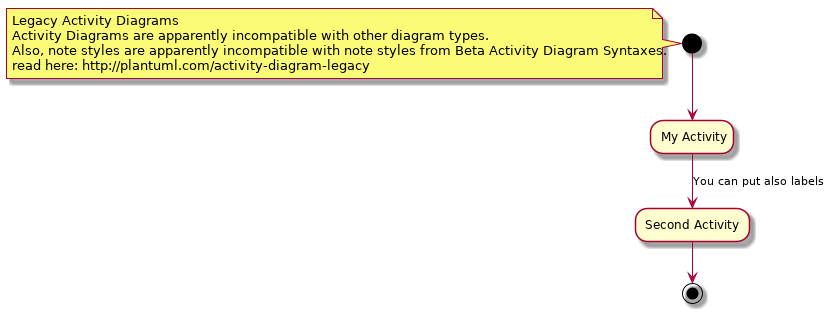 Legacy Activity Diagrams
Activity Diagrams are apparently incompatible with other diagram types.
Also, note styles are apparently incompatible with note styles from Beta Activity Diagram Syntaxes.
read here: http://plantuml.com/activity-diagram-legacy
My Activity
You can put also labels
Second Activity